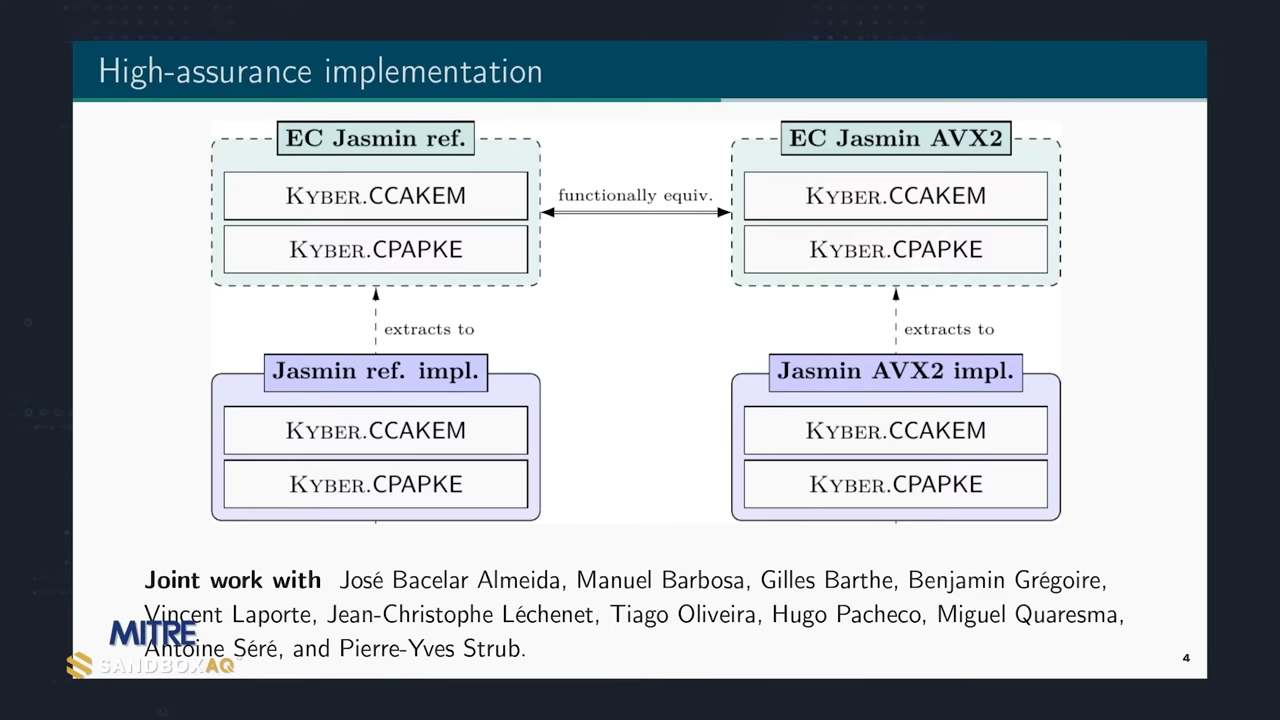 High-assurance implementation
EC Jasmin ref.
EC Jasmin AVX2
KYBER.CCAKEM
functionally equiv.
KYBER.CCAKEM
KYBER.CPAPKE
KYBER.CPAPKE
extracts to
extracts to
Jasmin ref. impl.
Jasmin AVX2 impl.
KYBER.CCAKEM
KYBER.CCAKEM
KYBER.CPAPKE
KYBER.CPAPKE
Joint work with José Bacelar Almeida, Manuel Barbosa, Gilles Barthe, Benjamin Grégoire,
Vincent Laporte, Jean-Christophe Léchenet, Tiago Oliveira, Hugo Pacheco, Miguel Quaresma,
MITRE
Antoine Séré, and Pierre-Yves Strub.
SANDBOXAQ
4